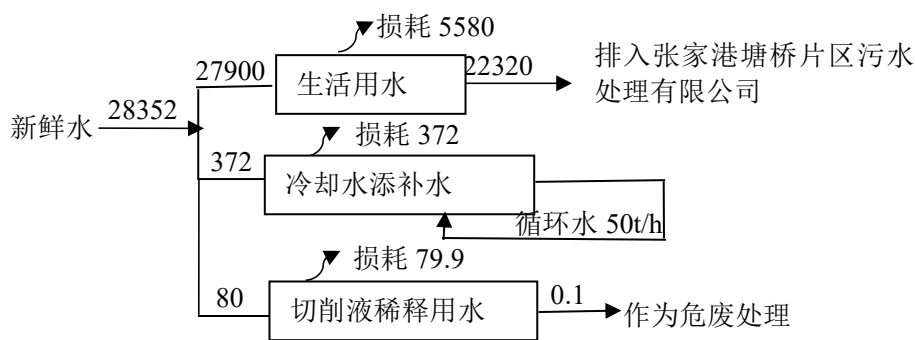 损耗 5580
27900
生活用水
22320
排入张家港塘桥片区污水
处理有限公司
新鲜水
28352
损耗 372
372
冷却水添补水
循环水 50t/h
损耗 79.9
80
切削液稀释用水
0.1
作为危废处理